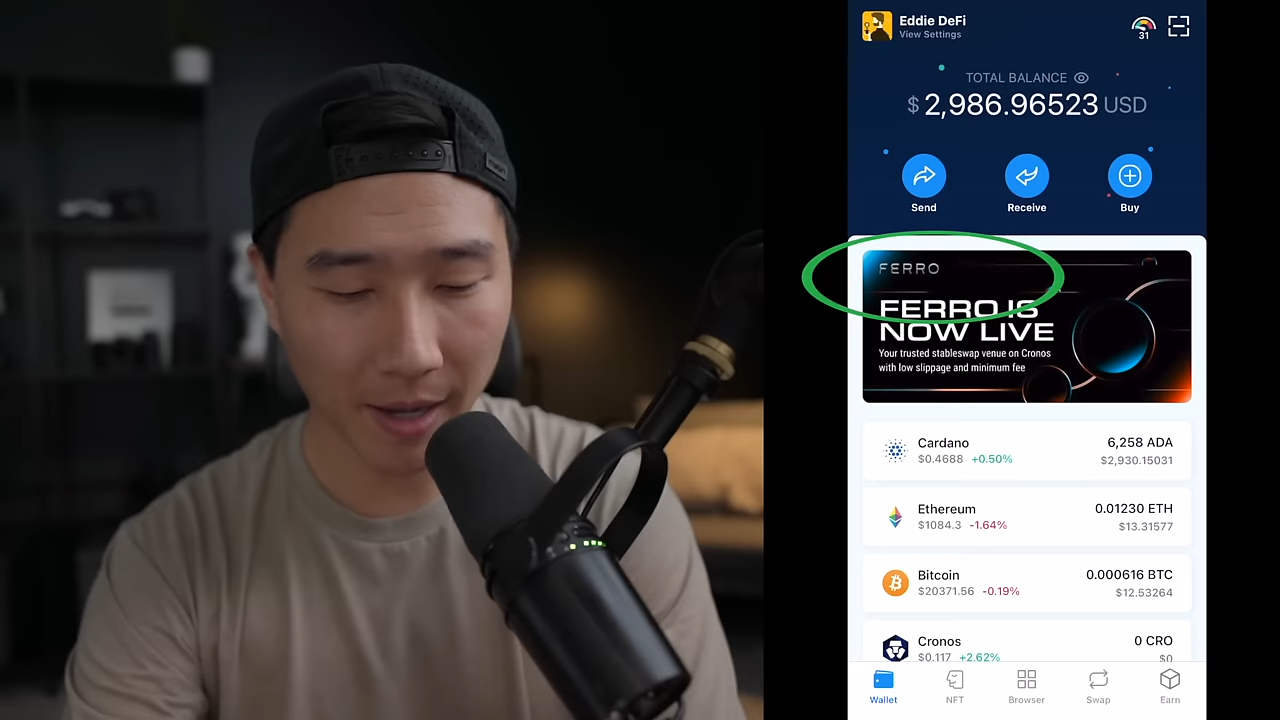 Eddie DeFi
View Settings
31
TOTAL BALANCE
$ 2,986.96523 USD
Send
Receive
Buy
FERRO
FERRO IS
NOW LIVE
Your trusted stableswap venue on Cronos
with low slippage and minimum fee
Cardano
6,258 ADA
$0.4688 +0.50%
$2,930.15031
Ethereum
0.01230 ETH
$1084.3 -1.64%
$13.31577
Bitcoin
0.000616 BTC
$20371.56 -0.19%
$12.53264
Cronos
0 CRO
$0.117 +2.62%
$0
Wallet
NFT
Browser
Swap
Earn